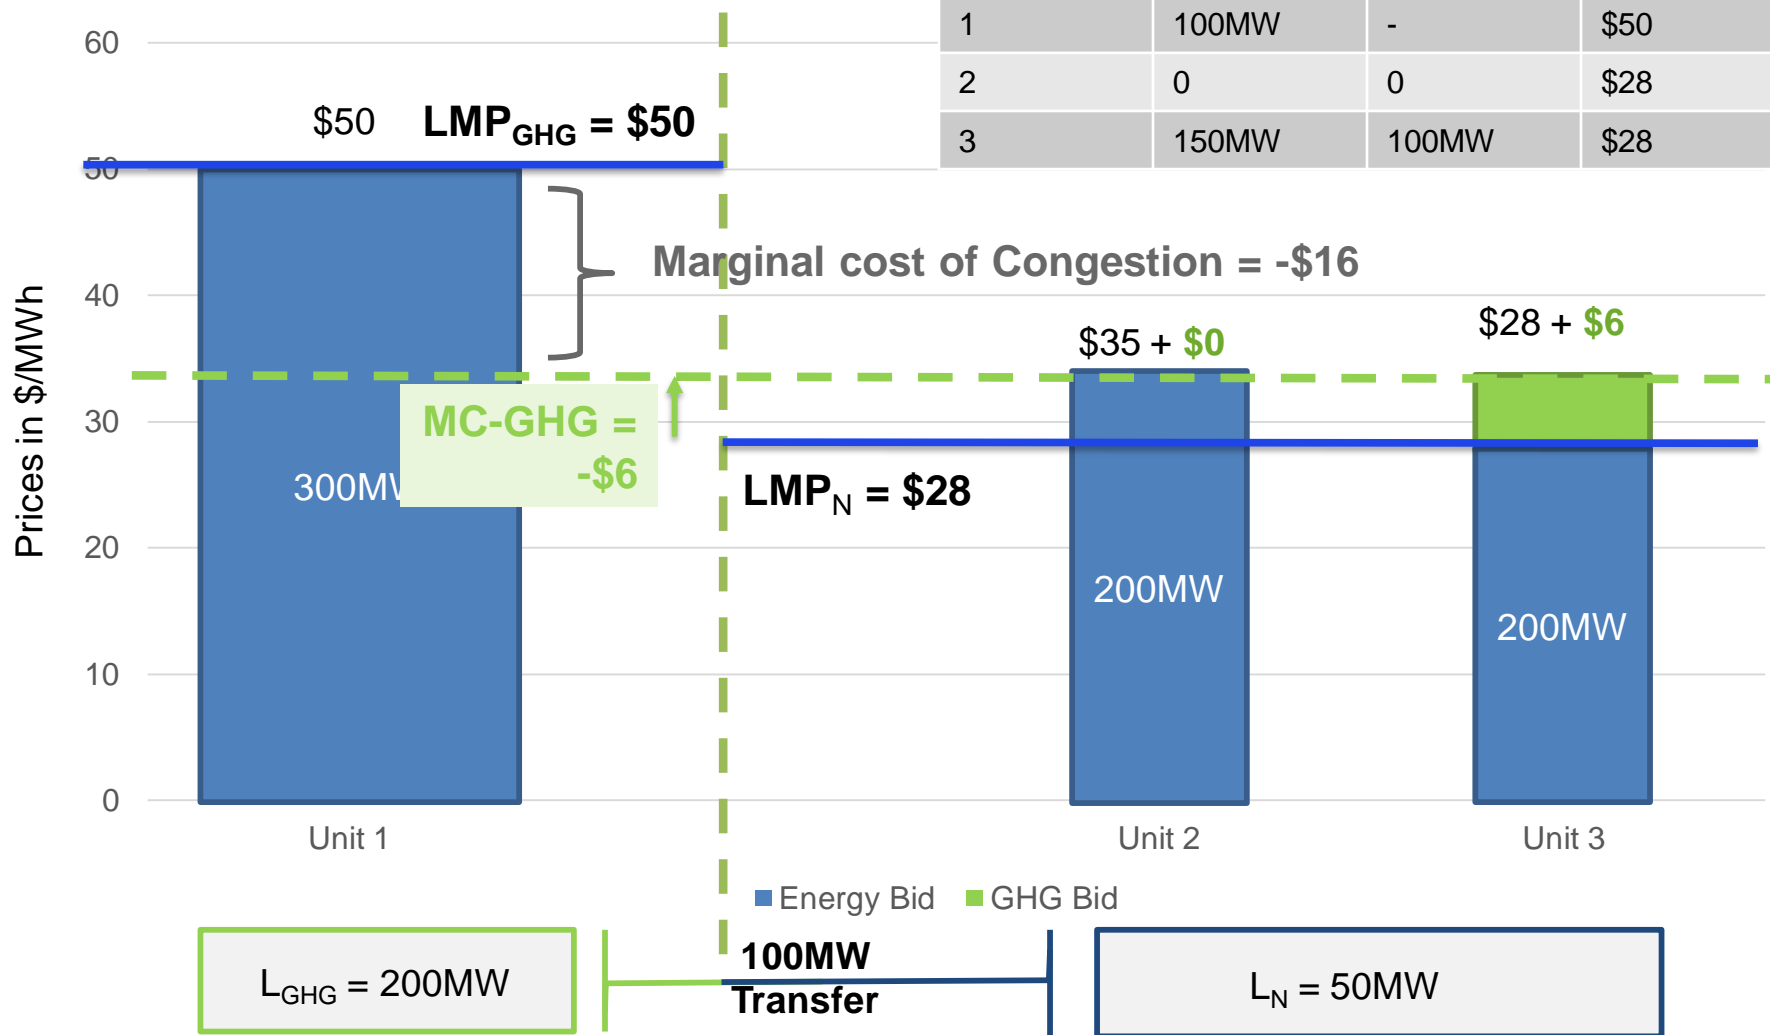 1 100MW - $50
2 0 0 $28
3 150MW 100MW $28
60
$50 LMPGHG = $50
50
Marginal cost of Congestion = -$16
40
$35 + $0
$28 + $6
MC-GHG =
-$6
30
300MW
LMPN = $28
20
200MW
200MW
10
0
Prices in $/MWh
Unit 1
Unit 2
Unit 3
Energy Bid
GHG Bid
LGHG = 200MW
100MW
Transfer
LN = 50MW